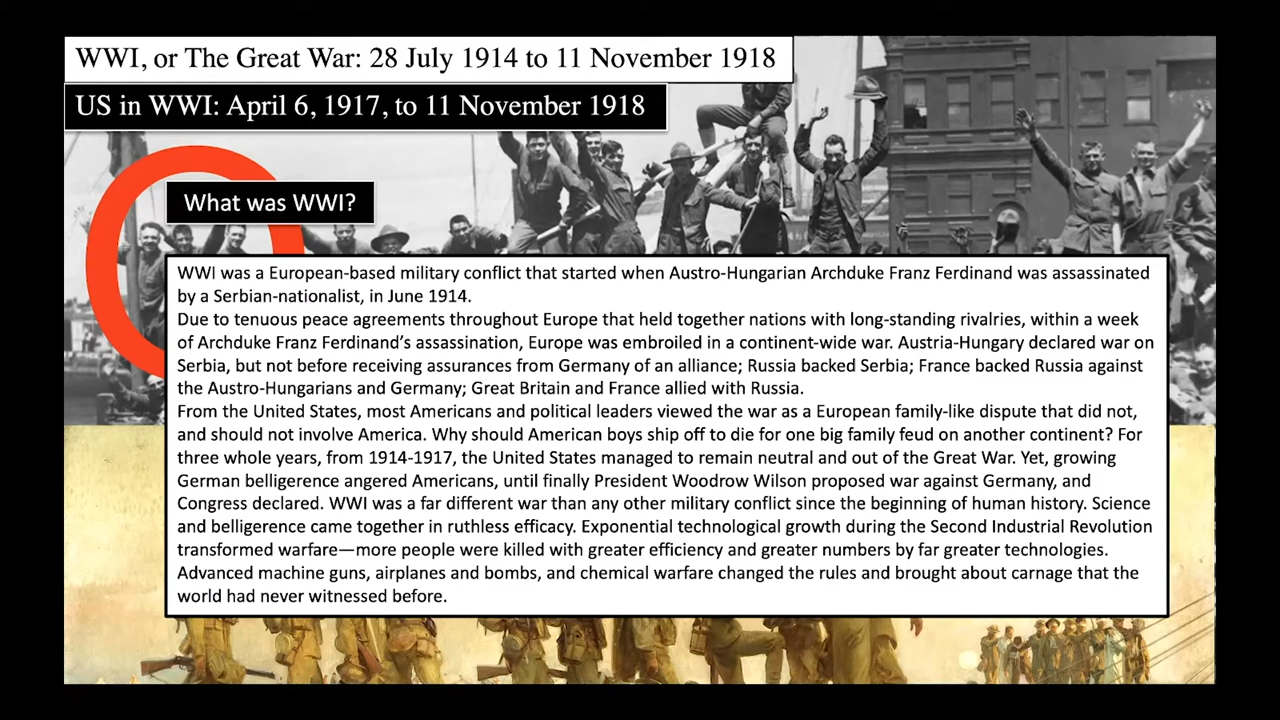 WWI, or The Great War: 28 July 1914 to 11 November 1918
US in WWI: April 6, 1917, to 11 November 1918
What was WWI?
WWI was a European-based military conflict that started when Austro-Hungarian Archduke Franz Ferdinand was assassinated
by a Serbian-nationalist, in June 1914.
Due to tenuous peace agreements throughout Europe that held together nations with long-standing rivalries, within a week
of Archduke Franz Ferdinand's assassination, Europe was embroiled in a continent-wide war. Austria-Hungary declared war on
Serbia, but not before receiving assurances from Germany of an alliance; Russia backed Serbia; France backed Russia against
the Austro-Hungarians and Germany; Great Britain and France allied with Russia.
From the United States, most Americans and political leaders viewed the war as a European family-like dispute that did not,
and should not involve America. Why should American boys ship off to die for one big family feud on another continent? For
three whole years, from 1914-1917, the United States managed to remain neutral and out of the Great War. Yet, growing
German belligerence angered Americans, until finally President Woodrow Wilson proposed war against Germany, and
Congress declared. WWI was a far different war than any other military conflict since the beginning of human history. Science
and belligerence came together in ruthless efficacy. Exponential technological growth during the Second Industrial Revolution
transformed warfare—more people were killed with greater efficiency and greater numbers by far greater technologies.
Advanced machine guns, airplanes and bombs, and chemical warfare changed the rules and brought about carnage that the
world had never witnessed before.